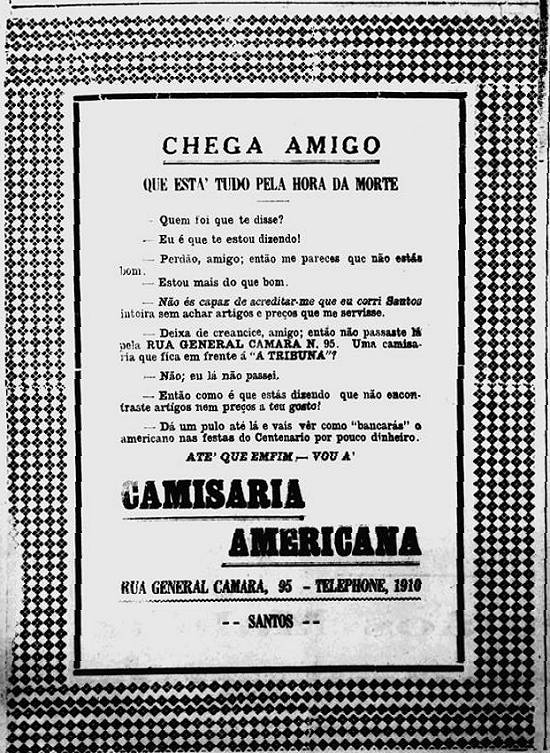 CHEGA AMIGO
QUE ESTA' TUDO PELA HORA DA MORTE
- Quem foi que te disse?
— Eu é que te estou dizendo!
— Perdão, amigo; então me pareces que não estás
bom.
— Estou mais do que bom.
— Não és capaz de acreditar-me que eu corri Santos
intoira sem achar artigos e preços que me servisse.
— Deixa de creancice, amigo; então não passaste lá
pela RUA GENERAL CAMARA N. 95. Uma camisa-
ria que fica em frente á "A TRIBUNA"?
— Não; eu lá não passei.
— Então como é que estás dizendo que não encon-
traste artigos nem preços a teu gosto!
— Dá um pulo até lá e vais vêr como "bancarás" o
americano nas festas do Centenario por pouco dinheiro.
ATE' QUE EMFIM, — VOU A'
CAMISARIA
AMERICANA
RUA GENERAL CAMARA, 95 - TELEPHONE, 1910
-- SANTOS --